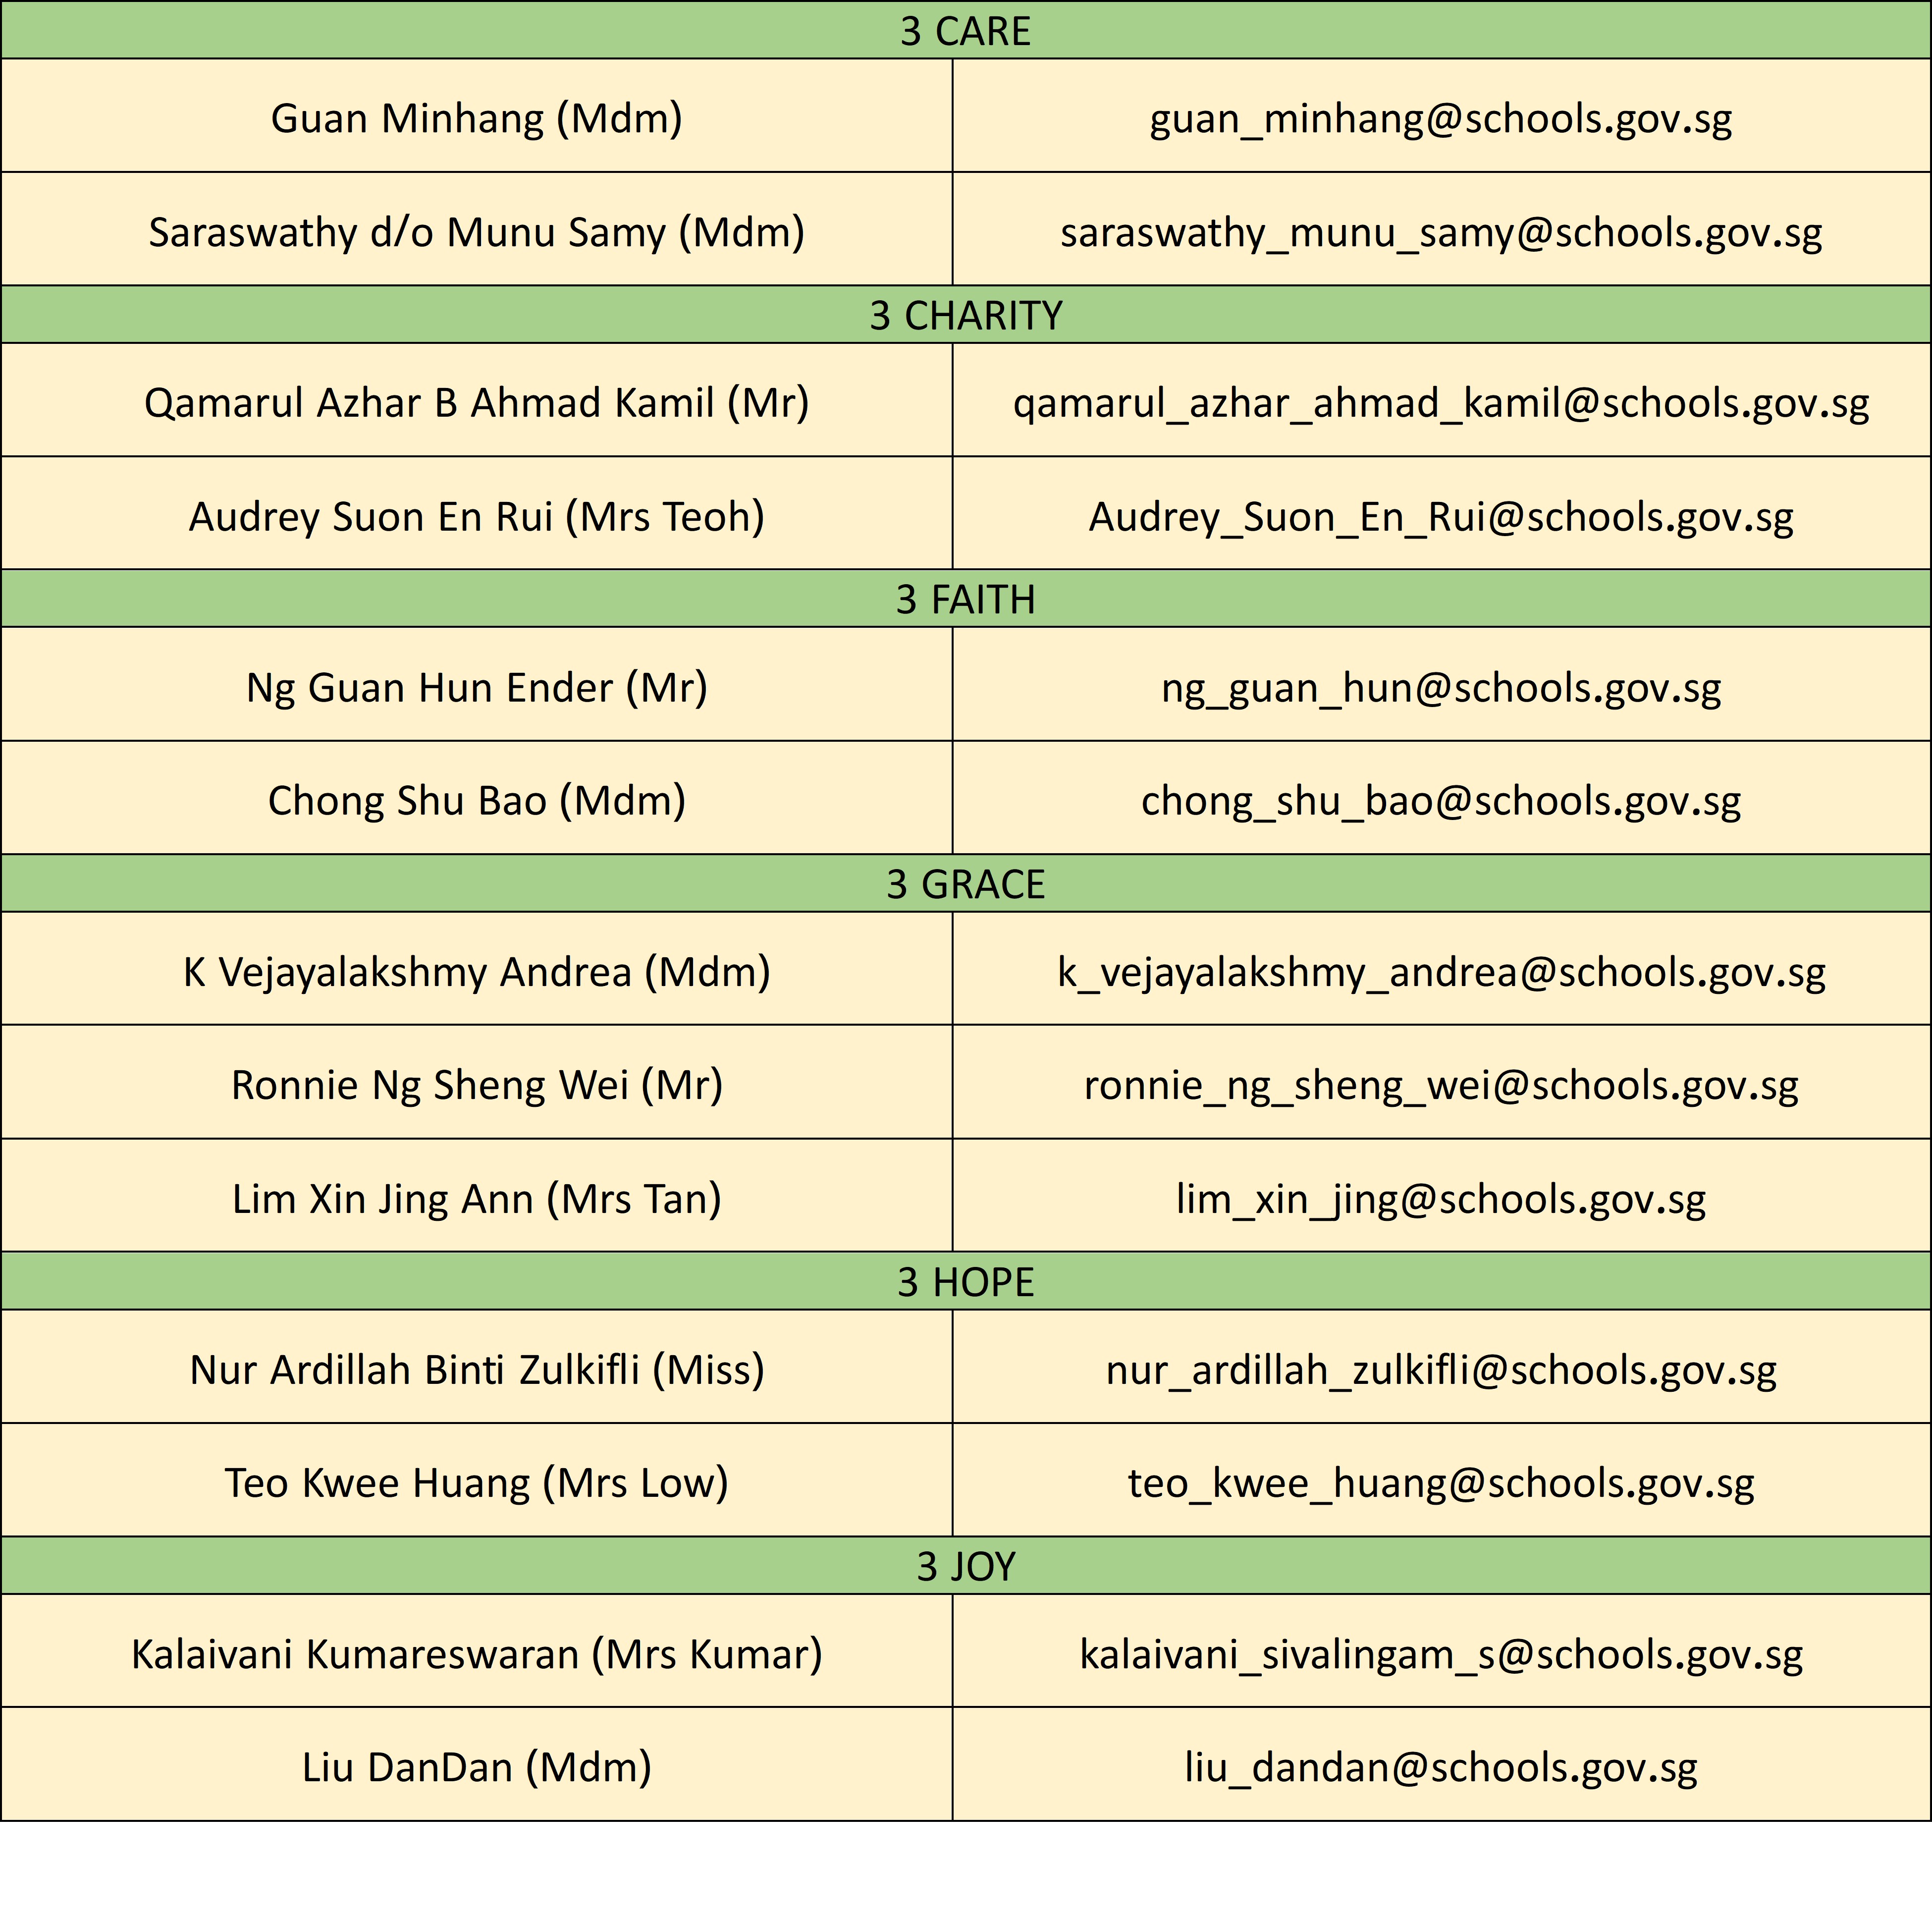 3 CARE
Guan Minhang (Mdm) guan_minhang@schools.gov.sg
Saraswathy d/o Munu Samy (Mdm) saraswathy_munu_samy@schools.gov.sg
3 CHARITY
Qamarul Azhar B Ahmad Kamil (Mr) qamarul_azhar_ahmad_kamil@schools.gov.sg
Audrey Suon En Rui (Mrs Teoh) Audrey_Suon_En_Rui@schools.gov.sg
3 FAITH
Ng Guan Hun Ender (Mr) ng_guan_hun@schools.gov.sg
Chong Shu Bao (Mdm) chong_shu_bao@schools.gov.sg
3 GRACE
K Vejayalakshmy Andrea (Mdm) k_vejayalakshmy_andrea@schools.gov.sg
Ronnie Ng Sheng Wei (Mr) ronnie_ng_sheng_wei@schools.gov.sg
Lim Xin Jing Ann (Mrs Tan) lim_xin_jing@schools.gov.sg
3 HOPE
Nur Ardillah Binti Zulkifli (Miss) nur_ardillah_zulkifli@schools.gov.sg
Teo Kwee Huang (Mrs Low) teo_kwee_huang@schools.gov.sg
3 JOY
Kalaivani Kumareswaran (Mrs Kumar) kalaivani_sivalingam_s@schools.gov.sg
Liu DanDan (Mdm) liu_dandan@schools.gov.sg